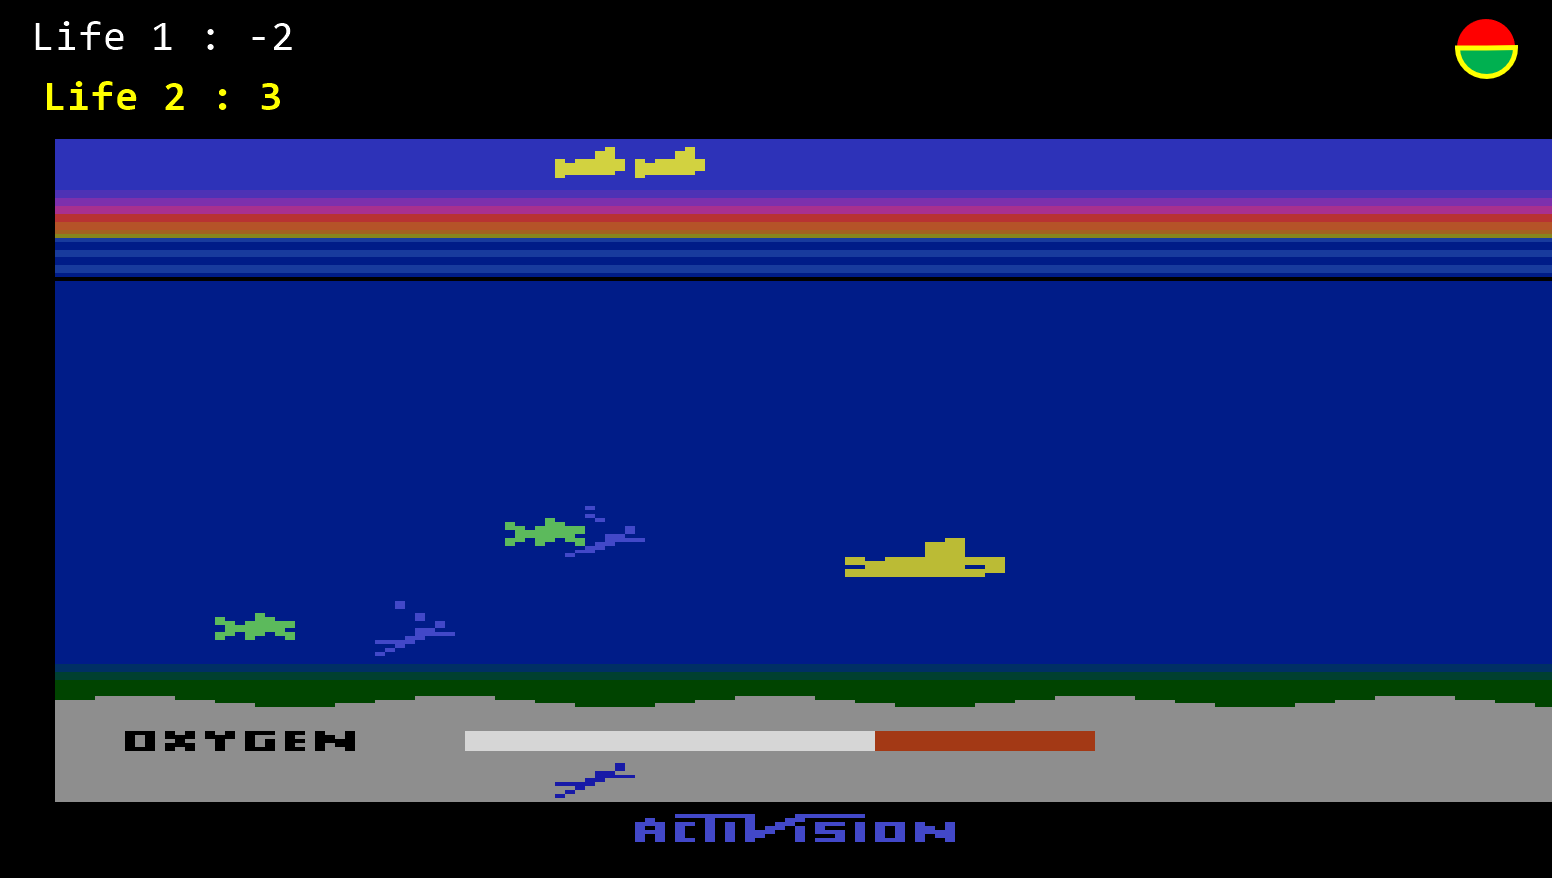 Life 1 : -2
Life 2 : 3
OXYGEN
ACTIVISION